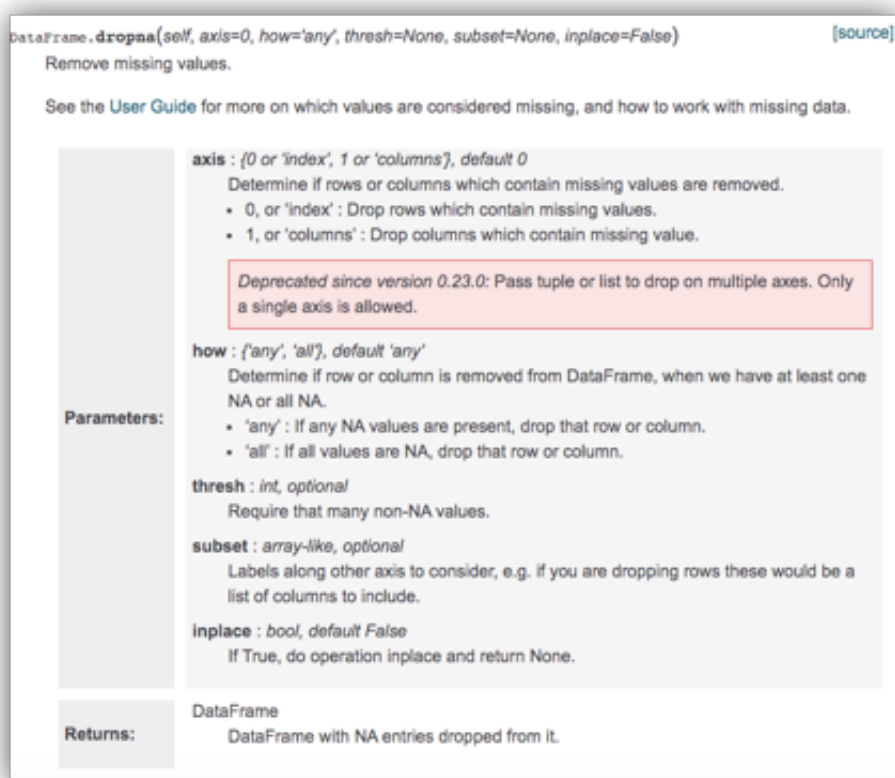 DataFrame.dropna(self, axis=0, how='any', thresh=None, subset=None, inplace=False) [source]
Remove missing values.
See the User Guide for more on which values are considered missing, and how to work with missing data.
Parameters:
axis : {0 or 'index', 1 or 'columns'}, default 0
Determine if rows or columns which contain missing values are removed.
• 0, or 'index' : Drop rows which contain missing values.
• 1, or 'columns' : Drop columns which contain missing value.
Deprecated since version 0.23.0: Pass tuple or list to drop on multiple axes. Only
a single axis is allowed.
how : {'any', 'all'}, default 'any'
Determine if row or column is removed from DataFrame, when we have at least one
NA or all NA.
• 'any' : If any NA values are present, drop that row or column.
• 'all' : If all values are NA, drop that row or column.
thresh : int, optional
Require that many non-NA values.
subset : array-like, optional
Labels along other axis to consider, e.g. if you are dropping rows these would be a
list of columns to include.
inplace : bool, default False
If True, do operation inplace and return None.
Returns:
DataFrame
DataFrame with NA entries dropped from it.